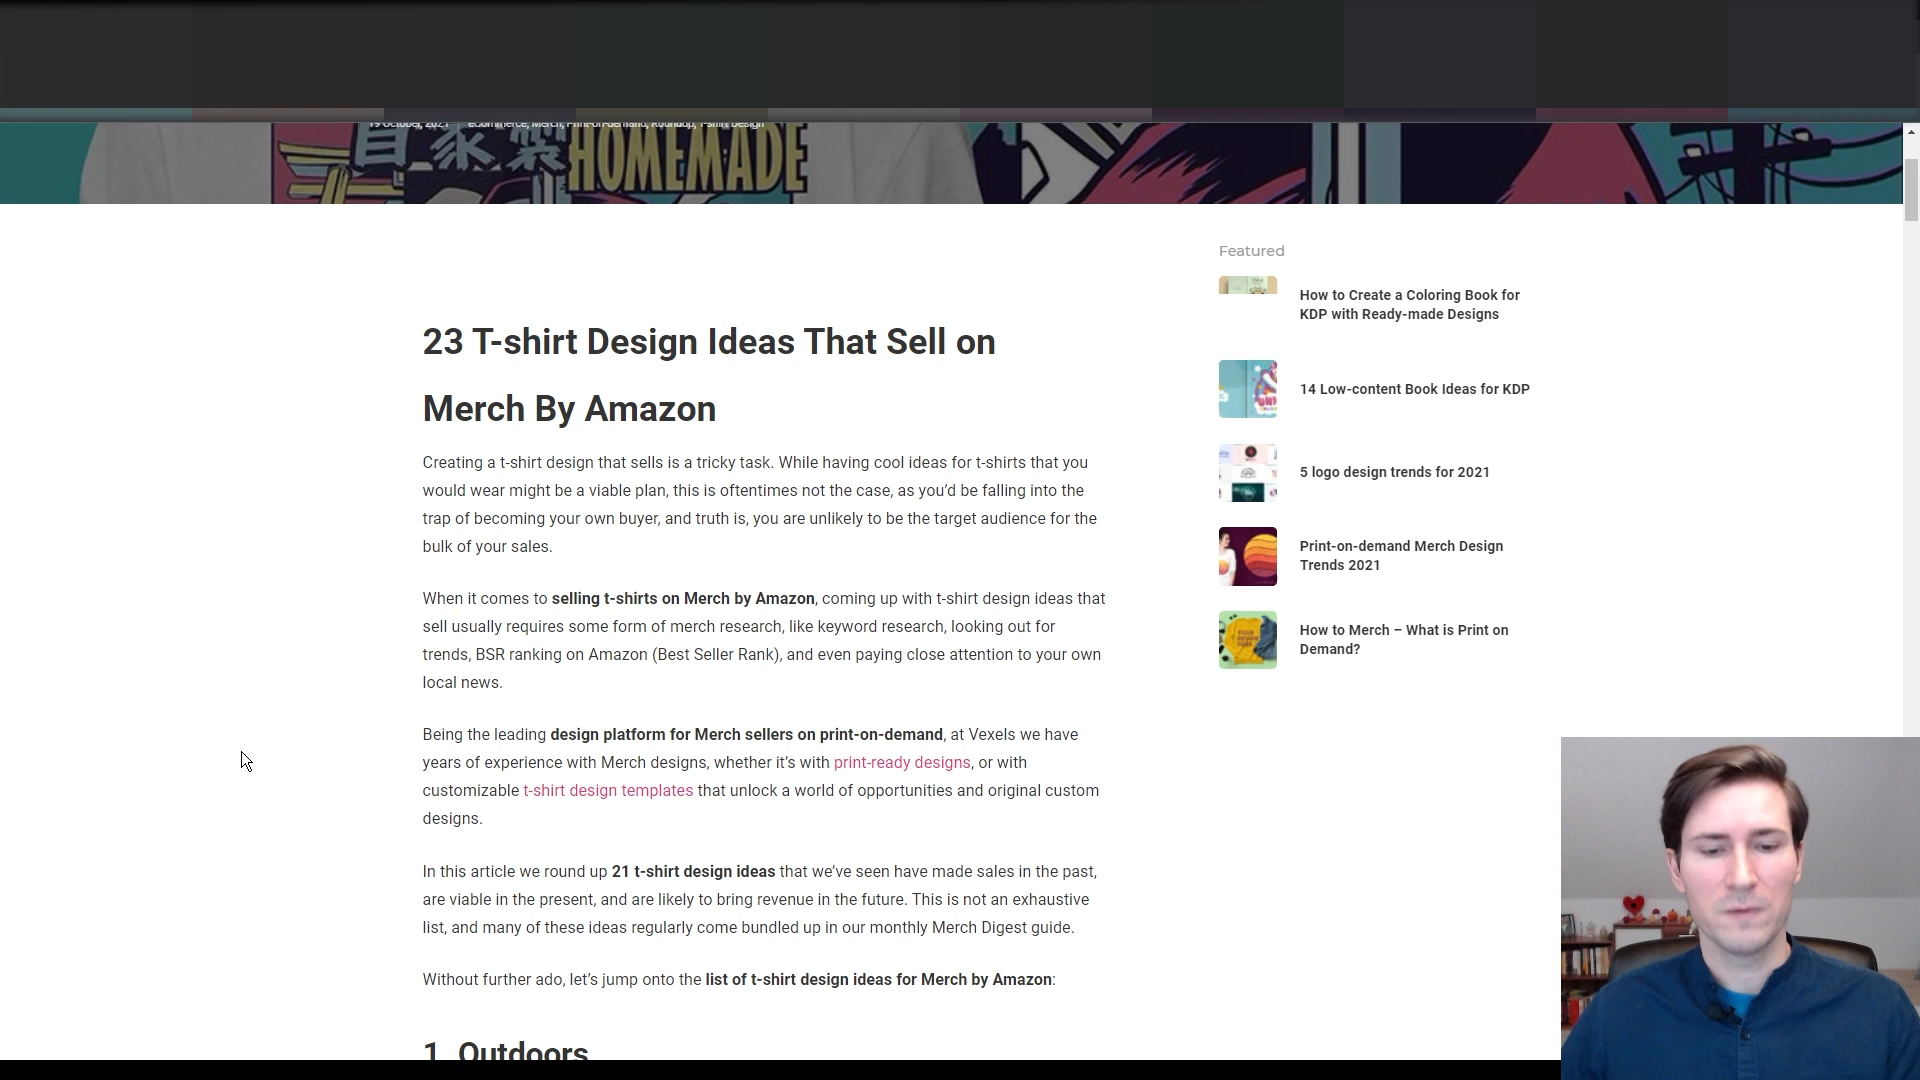 19 October, 2021 eCommerce, Merch, Print-on-demand, Roundup, T-shirt Design
自家製 HOMEMADE
23 T-shirt Design Ideas That Sell on
Merch By Amazon
Creating a t-shirt design that sells is a tricky task. While having cool ideas for t-shirts that you
would wear might be a viable plan, this is oftentimes not the case, as you’d be falling into the
trap of becoming your own buyer, and truth is, you are unlikely to be the target audience for the
bulk of your sales.
When it comes to selling t-shirts on Merch by Amazon, coming up with t-shirt design ideas that
sell usually requires some form of merch research, like keyword research, looking out for
trends, BSR ranking on Amazon (Best Seller Rank), and even paying close attention to your own
local news.
Being the leading design platform for Merch sellers on print-on-demand, at Vexels we have
years of experience with Merch designs, whether it’s with print-ready designs, or with
customizable t-shirt design templates that unlock a world of opportunities and original custom
designs.
In this article we round up 21 t-shirt design ideas that we’ve seen have made sales in the past,
are viable in the present, and are likely to bring revenue in the future. This is not an exhaustive
list, and many of these ideas regularly come bundled up in our monthly Merch Digest guide.
Without further ado, let’s jump onto the list of t-shirt design ideas for Merch by Amazon:
1. Outdoors
Featured
How to Create a Coloring Book for
KDP with Ready-made Designs
14 Low-content Book Ideas for KDP
5 logo design trends for 2021
Print-on-demand Merch Design
Trends 2021
How to Merch – What is Print on
Demand?